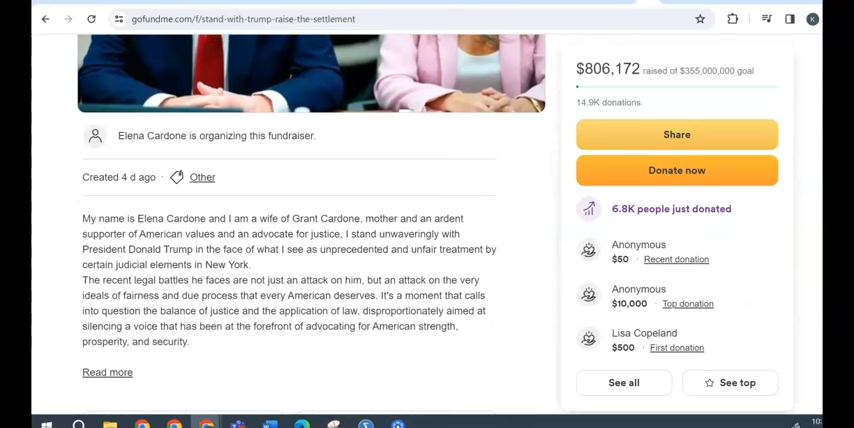 gofundme.com/f/stand-with-trump-raise-the-settlement
K
$806,172 raised of $355,000,000 goal
14.9K donations
Share
Donate now
6.8K people just donated
Anonymous
$50 · Recent donation
Anonymous
$10,000 · Top donation
Lisa Copeland
$500 · First donation
See all
See top
Elena Cardone is organizing this fundraiser.
Created 4 d ago · Other
My name is Elena Cardone and I am a wife of Grant Cardone, mother and an ardent
supporter of American values and an advocate for justice, I stand unwaveringly with
President Donald Trump in the face of what I see as unprecedented and unfair treatment by
certain judicial elements in New York.
The recent legal battles he faces are not just an attack on him, but an attack on the very
ideals of fairness and due process that every American deserves. It's a moment that calls
into question the balance of justice and the application of law, disproportionately aimed at
silencing a voice that has been at the forefront of advocating for American strength,
prosperity, and security.
Read more